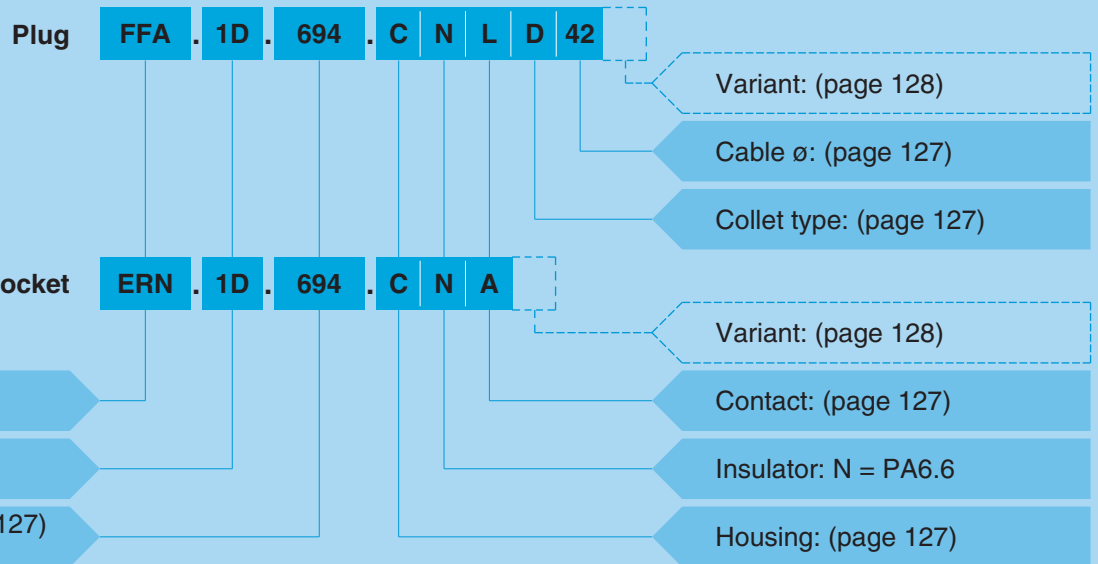 Plug FFA . 1D . 694 . C N L D 42
Variant: (page 128)
Cable ø: (page 127)
Collet type: (page 127)
ocket ERN . 1D . 694 . C N A
Variant: (page 128)
Contact: (page 127)
Insulator: N = PA6.6
127)
Housing: (page 127)